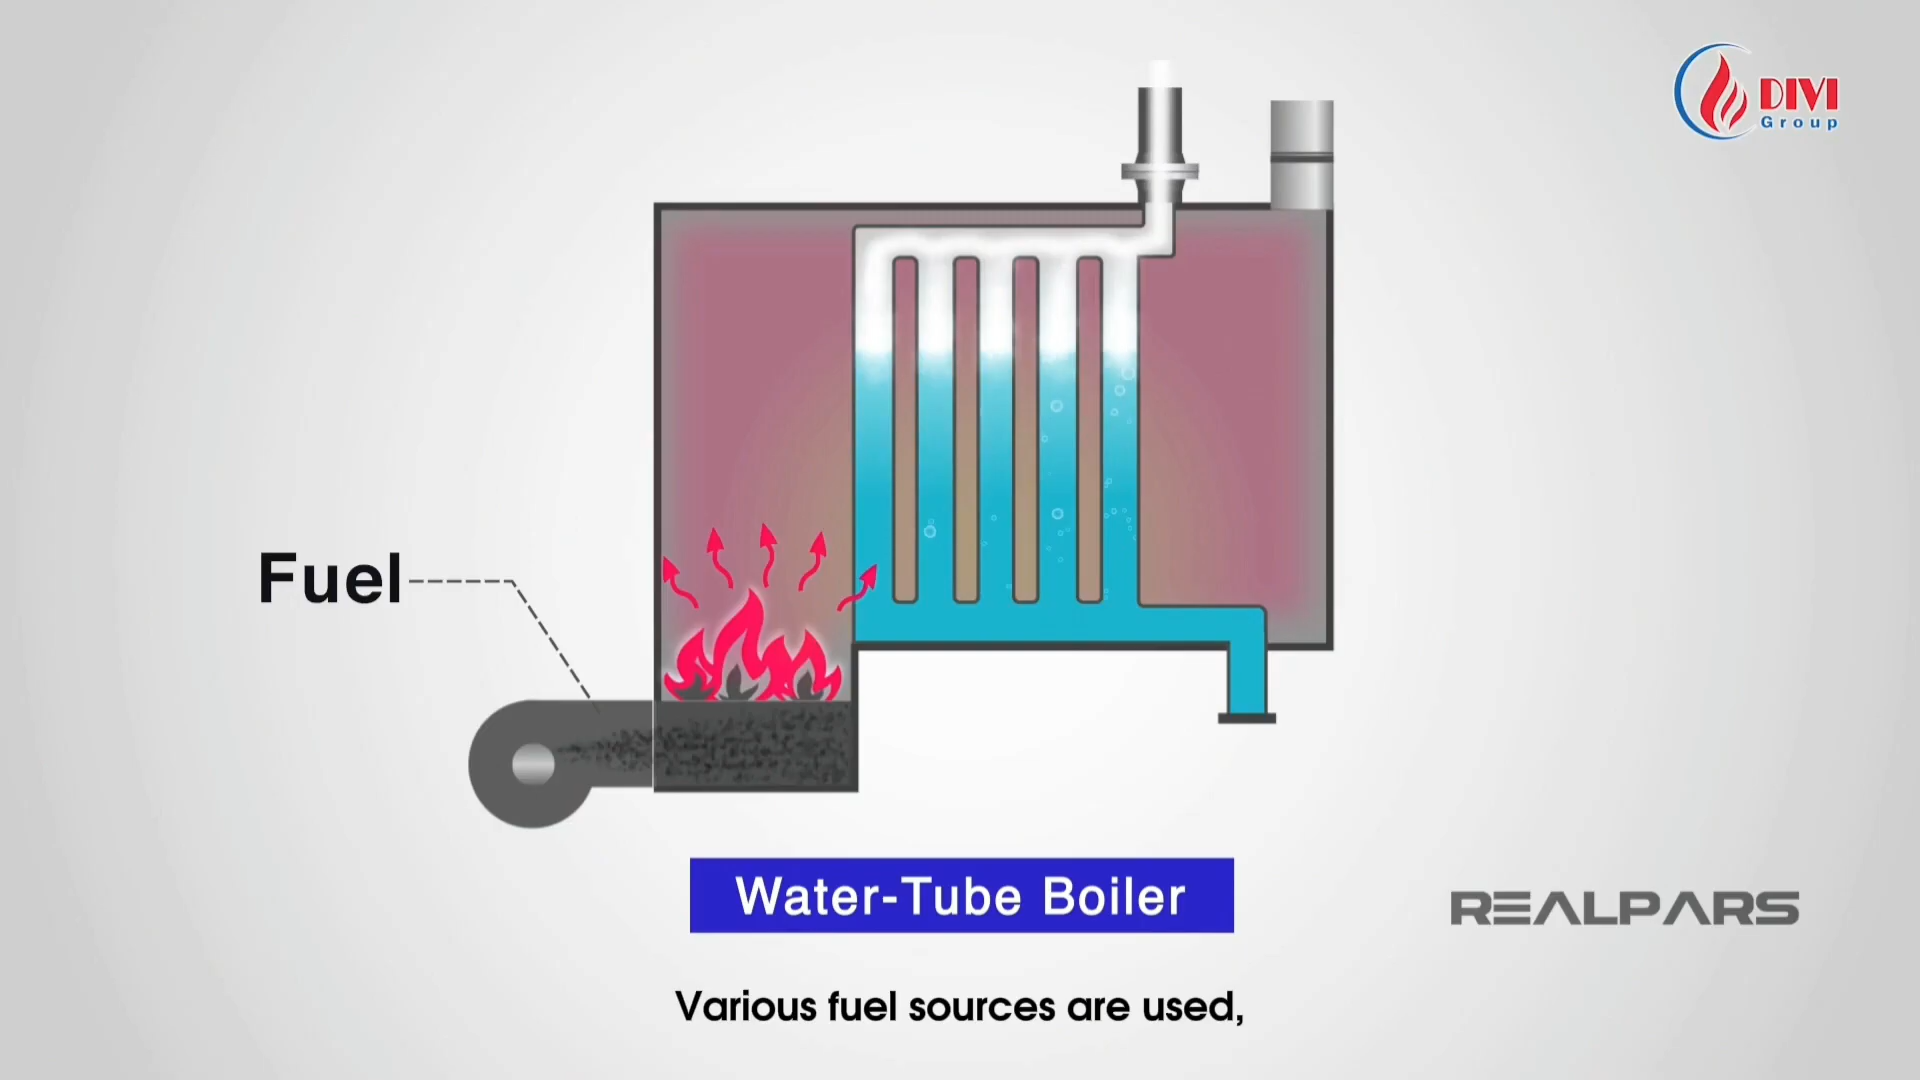 DIVI
Group
Fuel
Water-Tube Boiler
REALPARS
Various fuel sources are used,